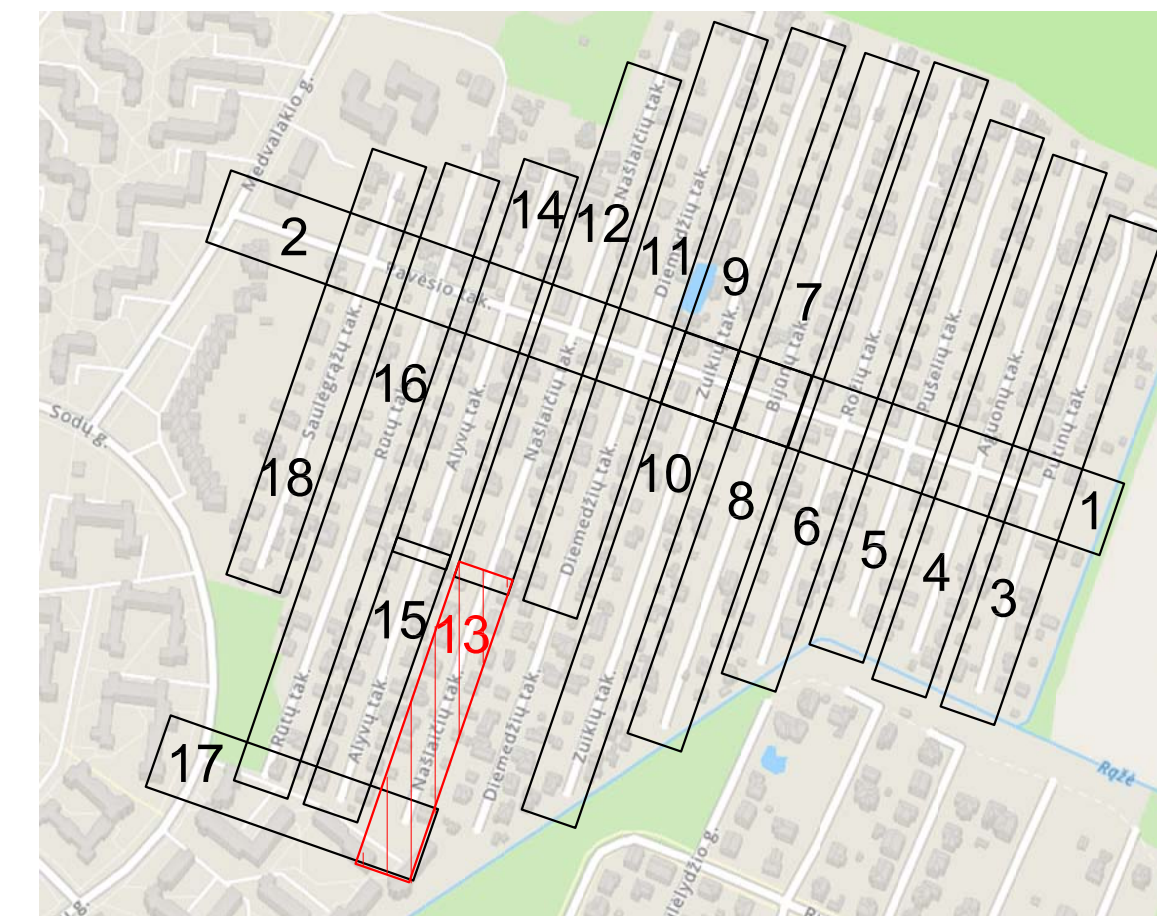 Medvalakio g.
Našlaičių tak.
14
12
Diemedžių tak.
2
11
9
Pavėsio tak.
7
Zuikių tak.
Bijūnų tak.
Rožių tak.
Pušelių tak.
Saulėgrąžų tak.
16
Rūtų tak.
Alyvų tak.
Našlaičių tak.
Aguonų tak.
Putinų tak.
Sodų g.
18
10
8
6
5
1
Diemedžių tak.
4
3
15
13
Rūtų tak.
Alyvų tak.
Našlaičių tak.
Diemedžių tak.
Zuikių tak.
17
Rąžė
g.